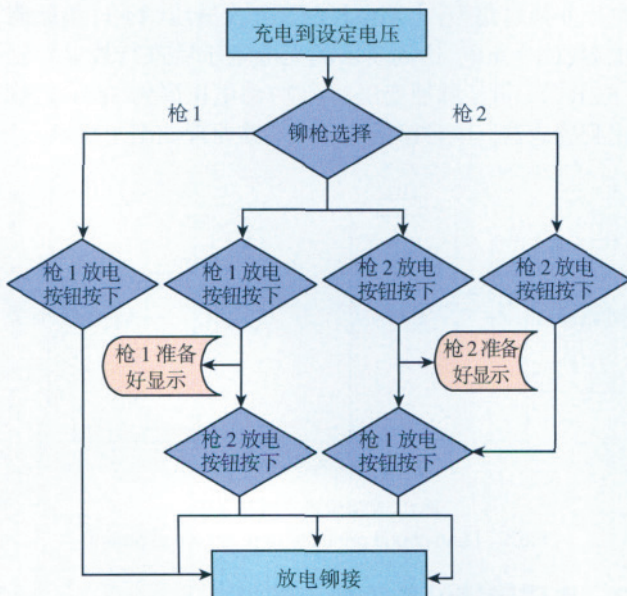 充电到设定电压
枪1
铆枪选择
枪2
枪1放电
按钮按下
枪1放电
按钮按下
枪2放电
按钮按下
枪2放电
按钮按下
枪1准备
好显示
枪2准备
好显示
枪2放电
按钮按下
枪1放电
按钮按下
放电铆接